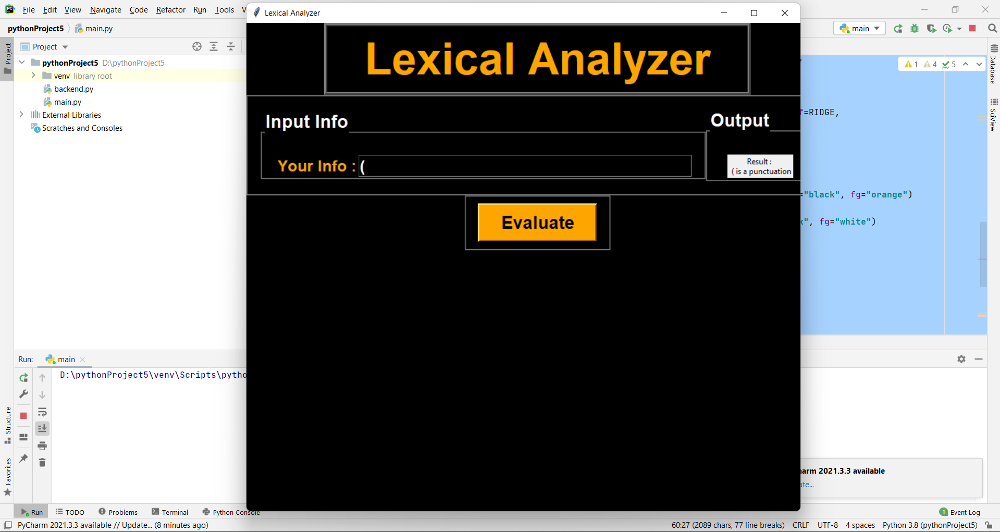 File Edit View Navigate Code Refactor Run Tools V
Lexical Analyzer
pythonProject5 main.py
main
Project
Project
pythonProject5 D:\pythonProject5
venv library root
backend.py
main.py
External Libraries
Scratches and Consoles
Lexical Analyzer
Input Info
Your Info : (
Output
Result :
( is a punctuation
Evaluate
1 4 5
=RIDGE,
="black", fg="orange")
", fg="white")
Database
SciView
Run: main
D:\pythonProject5\venv\Scripts\pytho
Structure
Favorites
arm 2021.3.3 available
ate...
Run TODO Problems Terminal Python Console
1 Event Log
PyCharm 2021.3.3 available // Update... (8 minutes ago)
60:27 (2089 chars, 77 line breaks) CRLF UTF-8 4 spaces Python 3.8 (pythonProject5)